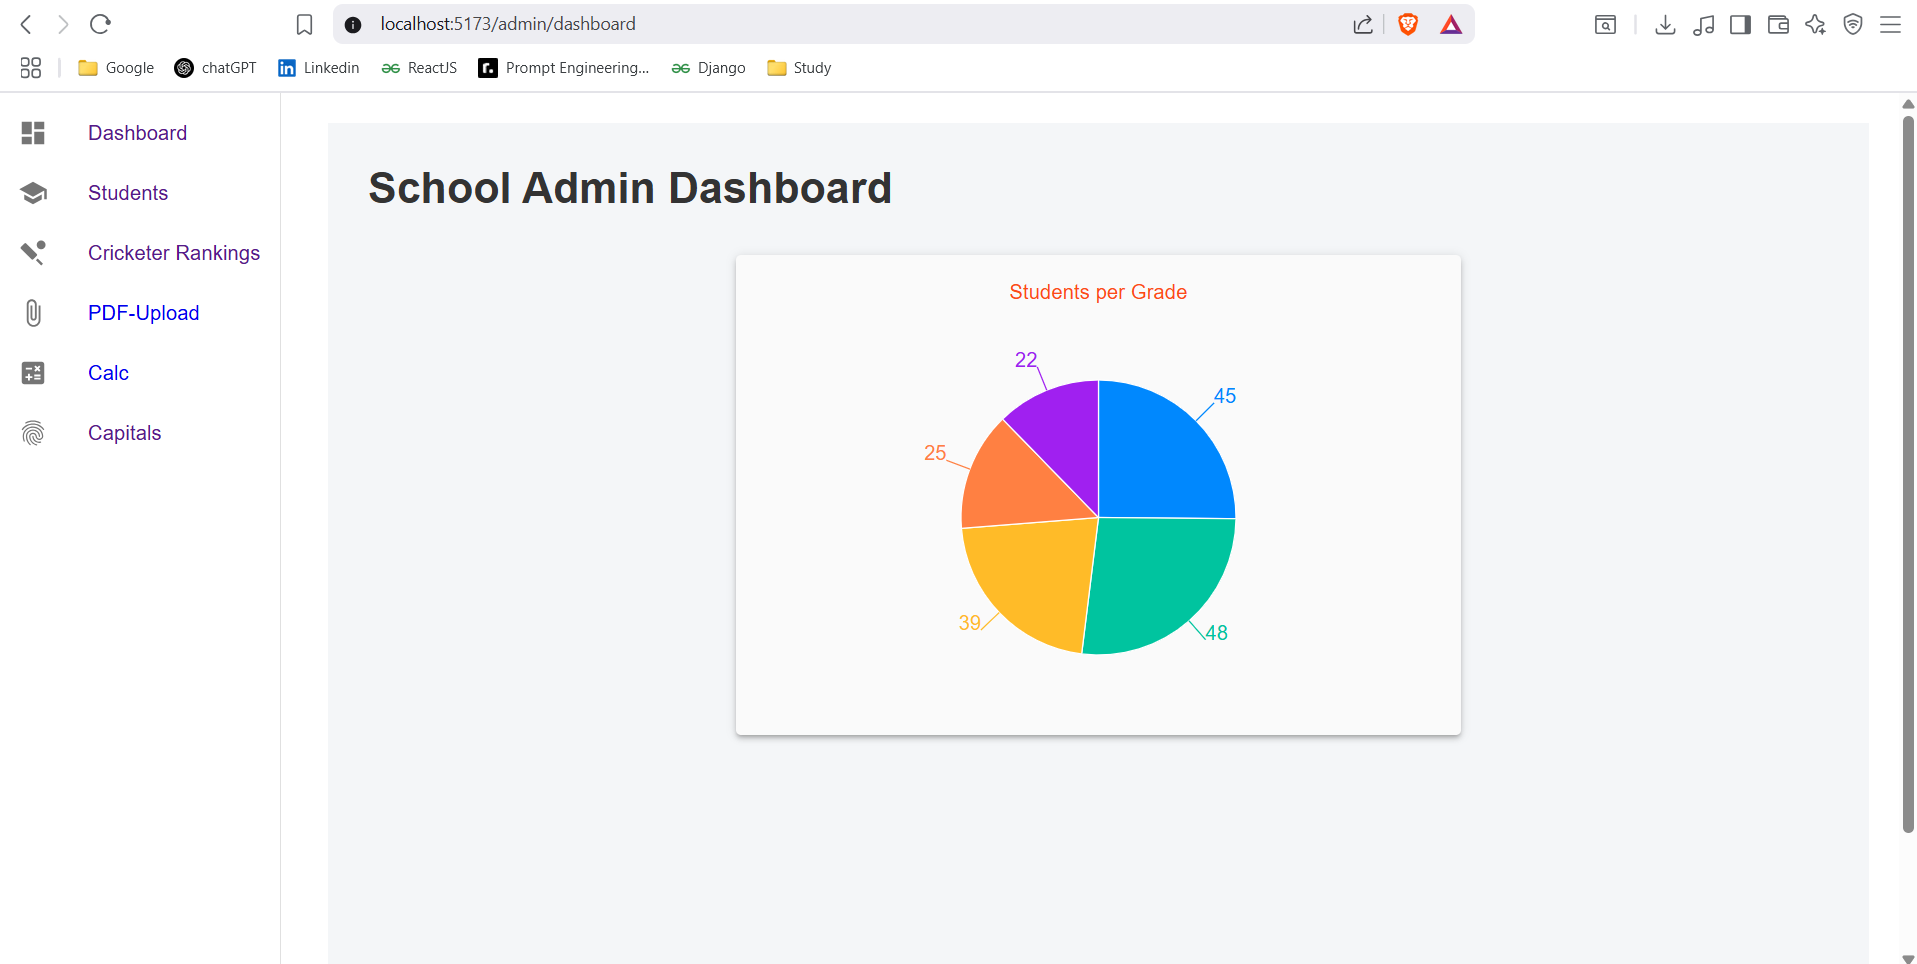 localhost:5173/admin/dashboard
Google chatGPT Linkedin ReactJS Prompt Engineering... Django Study
Dashboard
Students
Cricketer Rankings
PDF-Upload
Calc
Capitals
School Admin Dashboard
Students per Grade
22
45
25
39
48